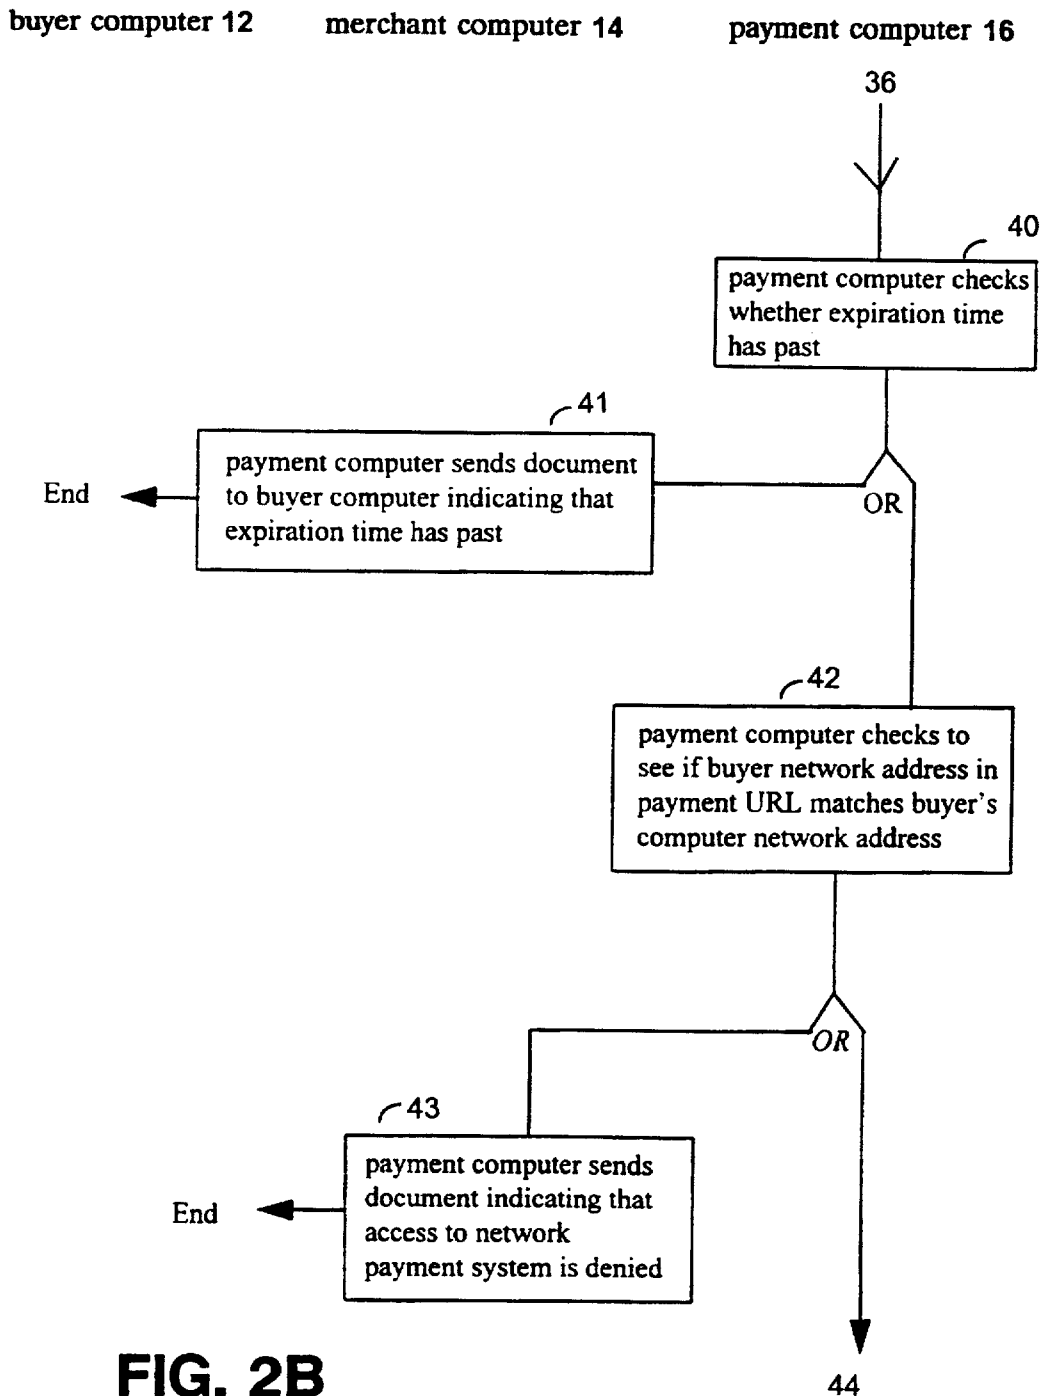 buyer computer 12 merchant computer 14 payment computer 16
36
40
payment computer checks
whether expiration time
has past
41
payment computer sends document
to buyer computer indicating that
expiration time has past
End
OR
42
payment computer checks to
see if buyer network address in
payment URL matches buyer's
computer network address
OR
43
payment computer sends
document indicating that
access to network
payment system is denied
End
FIG. 2B
44